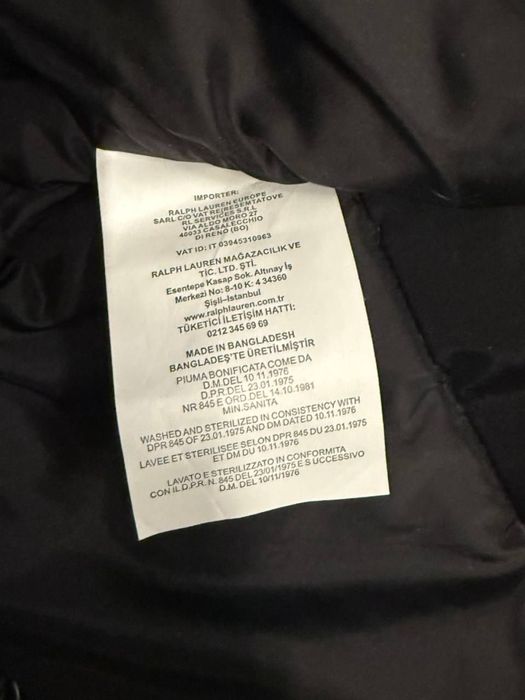 IMPORTER:
RALPH LAUREN EUROPE
SARL C/O VAT REPRESEMTATOVE
RL SERVICES S.R.L
VIA ALDO MORO 27
40033 CASALECCHIO
DI RENO (BO)
VAT ID: IT 03045310963
RALPH LAUREN MAĞAZACILIK VE
TİC. LTD. ŞTİ.
Esentepe Kasap Sok. Altınay İş
Merkezi No: 8-10 K: 4 34360
Şişli-İstanbul
www.ralphlauren.com.tr
TÜKETİCİ İLETİŞİM HATTI:
0212 345 69 69
MADE IN BANGLADESH
BANGLADEŞ'TE ÜRETİLMİŞTİR
PIUMA BONIFICATA COME DA
D.M. DEL 10 11.1976
D.P.R. DEL 23.01.1975
NR 845 E ORD. DEL 14.10.1981
MIN. SANITA
WASHED AND STERILIZED IN CONSISTENCY WITH
DPR 845 OF 23.01.1975 AND DM DATED 10.11.1976
LAVEE ET STERILISEE SELON DPR 845 DU 23.01.1975
ET DM DU 10.11.1976
LAVATO E STERILIZZATO IN CONFORMITA
CON IL D.P.R. N. 845 DEL 23/01/1975 E S SUCCESSIVO
D.M. DEL 10/11/1976